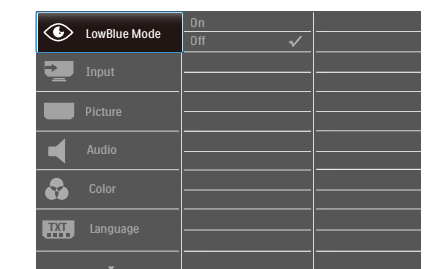 LowBlue Mode
On
Off
Input
Picture
Audio
Color
TXT
Language